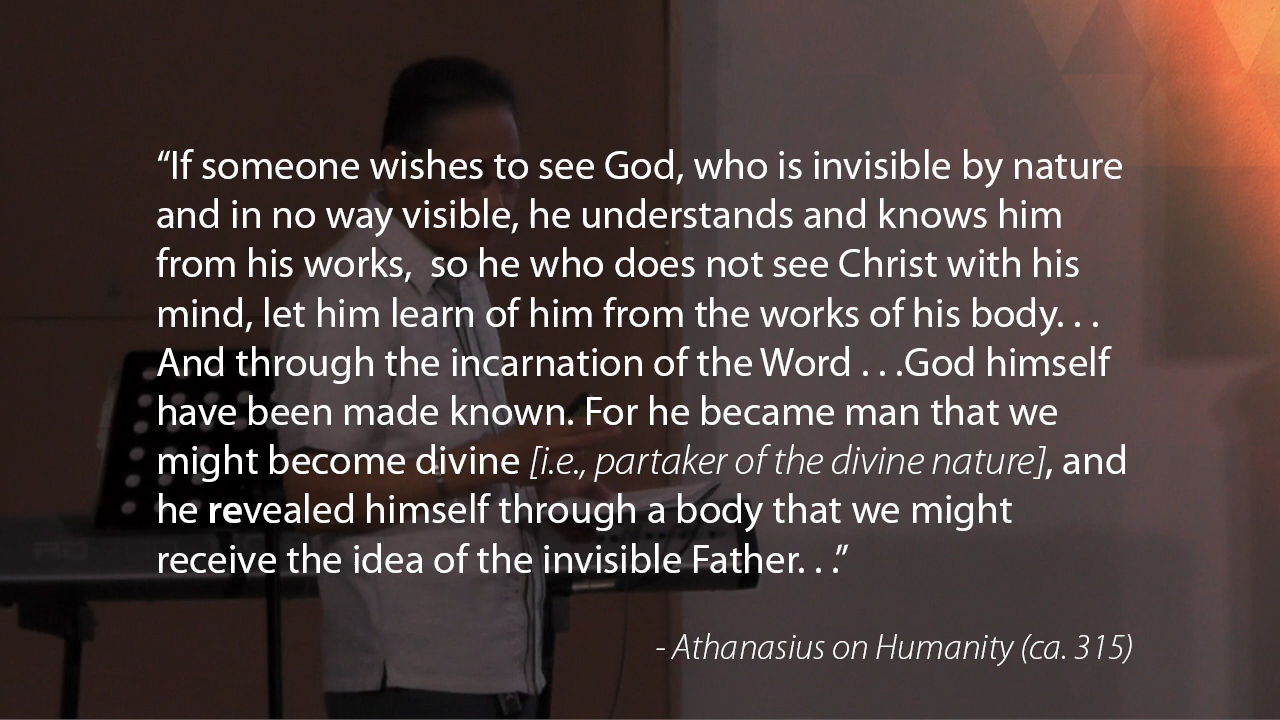 “If someone wishes to see God, who is invisible by nature
and in no way visible, he understands and knows him
from his works,  so he who does not see Christ with his
mind, let him learn of him from the works of his body. . .
And through the incarnation of the Word . . .God himself
have been made known. For he became man that we
might become divine [i.e., partaker of the divine nature], and
he revealed himself through a body that we might
receive the idea of the invisible Father. . .”
- Athanasius on Humanity (ca. 315)